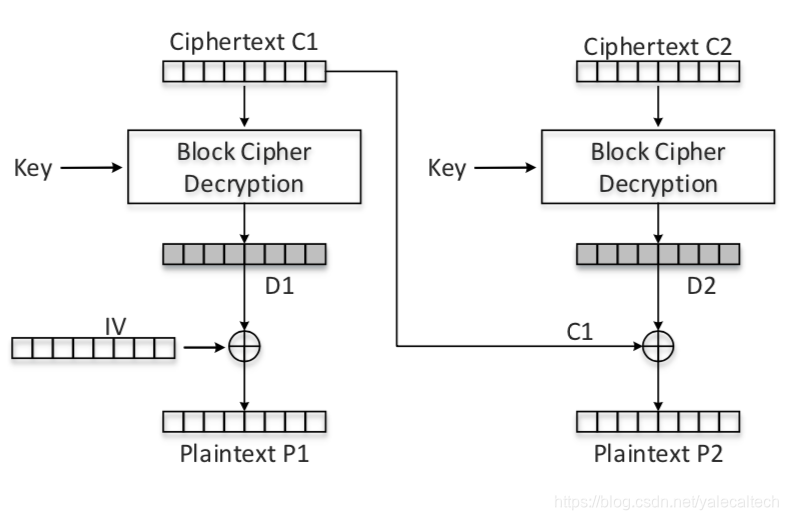 Ciphertext C1
Ciphertext C2
Key
Block Cipher
Decryption
Key
Block Cipher
Decryption
D1
D2
IV
C1
Plaintext P1
Plaintext P2
https://blog.csdn.net/yalecaltech